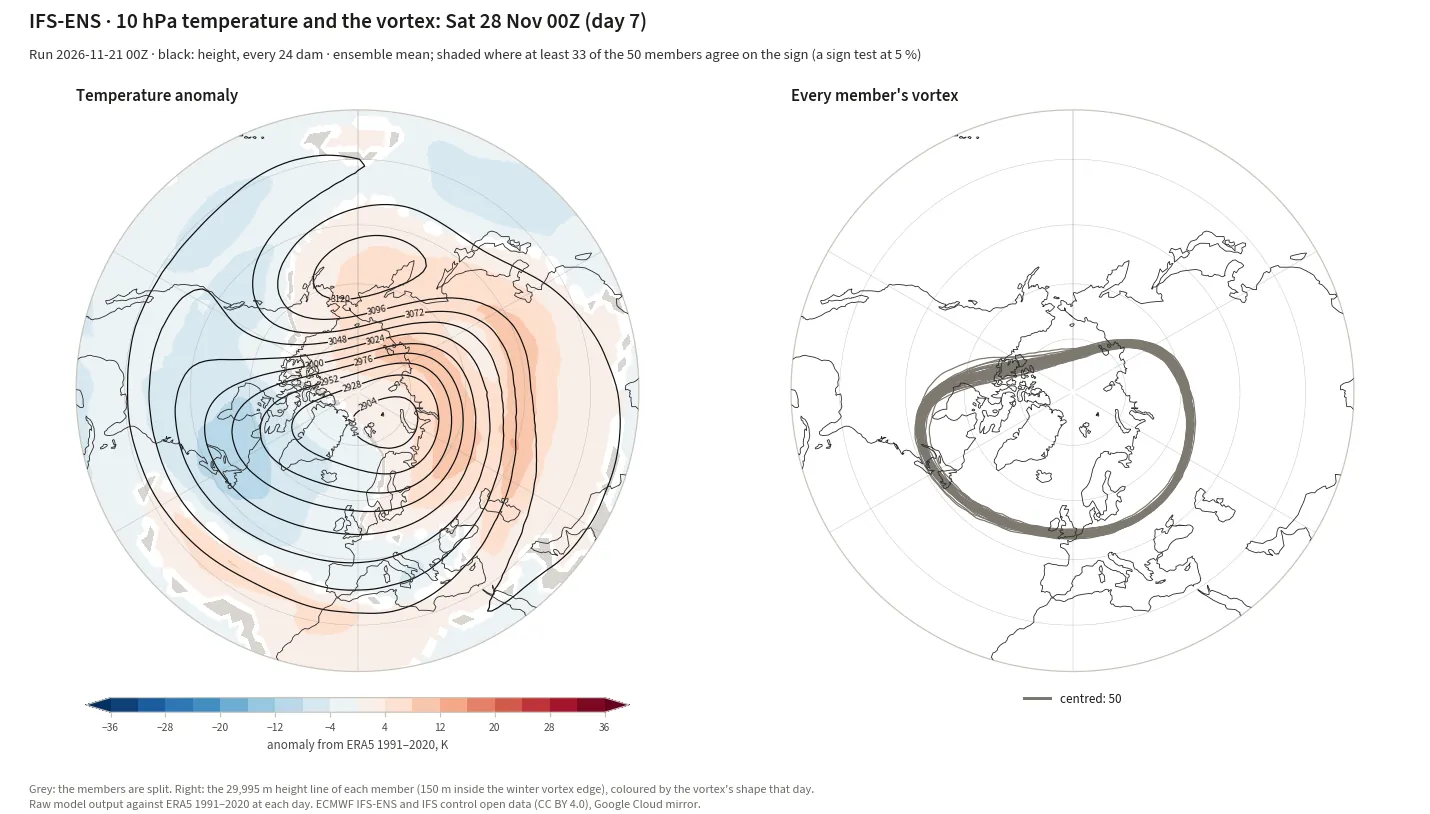 IFS-ENS · 10 hPa temperature and the vortex: Sat 28 Nov 00Z (day 7)
Run 2026-11-21 00Z · black: height, every 24 dam · ensemble mean; shaded where at least 33 of the 50 members agree on the sign (a sign test at 5 %)
Temperature anomaly
Every member's vortex
3120
3096
3072
3048
3024
2976
2952
2928
2904
centred: 50
−36 −28 −20 −12 −4 4 12 20 28 36
anomaly from ERA5 1991–2020, K
Grey: the members are split. Right: the 29,995 m height line of each member (150 m inside the winter vortex edge), coloured by the vortex's shape that day.
Raw model output against ERA5 1991–2020 at each day. ECMWF IFS-ENS and IFS control open data (CC BY 4.0), Google Cloud mirror.